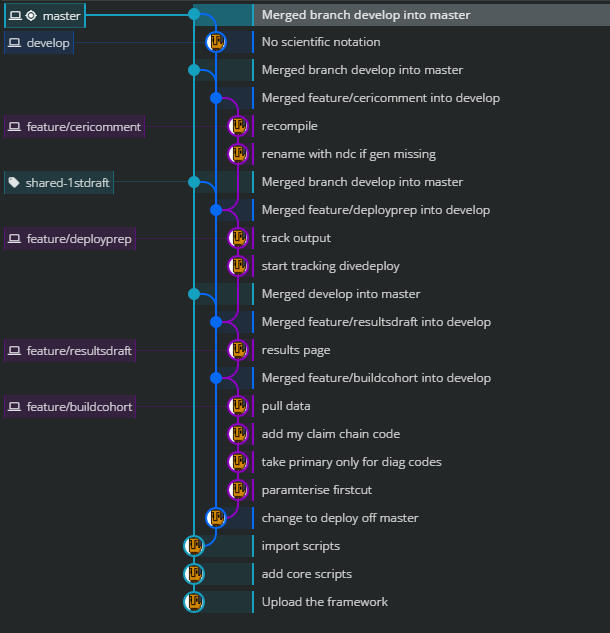 master Merged branch develop into master
develop No scientific notation
Merged branch develop into master
Merged feature/cericomment into develop
feature/cericomment recompile
rename with ndc if gen missing
shared-1stdraft Merged branch develop into master
Merged feature/deployprep into develop
feature/deployprep track output
start tracking divedeploy
Merged develop into master
Merged feature/resultsdraft into develop
feature/resultsdraft results page
Merged feature/buildcohort into develop
feature/buildcohort pull data
add my claim chain code
take primary only for diag codes
paramterise firstcut
change to deploy off master
import scripts
add core scripts
Upload the framework